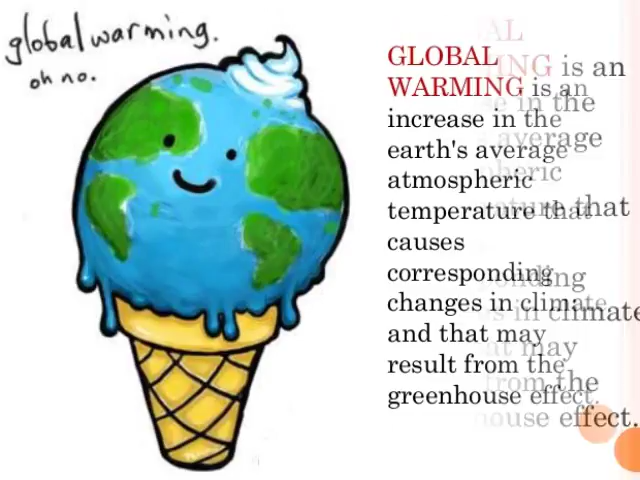 global warming.
oh no.
GLOBAL
WARMING is an
increase in the
earth's average
atmospheric
temperature that
causes
corresponding
changes in climate
and that may
result from the
greenhouse effect.